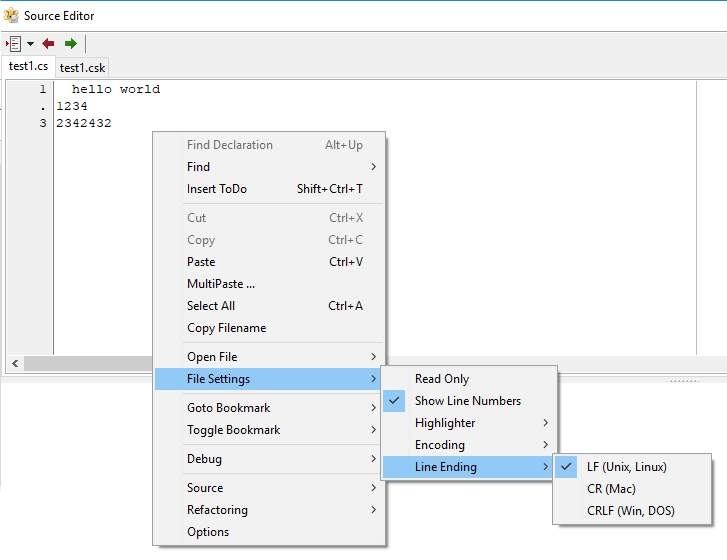 Source Editor
test1.cs test1.csk
1 hello world
. 1234
3 2342432
Find Declaration Alt+Up
Find
Insert ToDo Shift+Ctrl+T
Cut Ctrl+X
Copy Ctrl+C
Paste Ctrl+V
MultiPaste ...
Select All Ctrl+A
Copy Filename
Open File
File Settings
Goto Bookmark
Toggle Bookmark
Debug
Source
Refactoring
Options
Read Only
Show Line Numbers
Highlighter
Encoding
Line Ending
LF (Unix, Linux)
CR (Mac)
CRLF (Win, DOS)